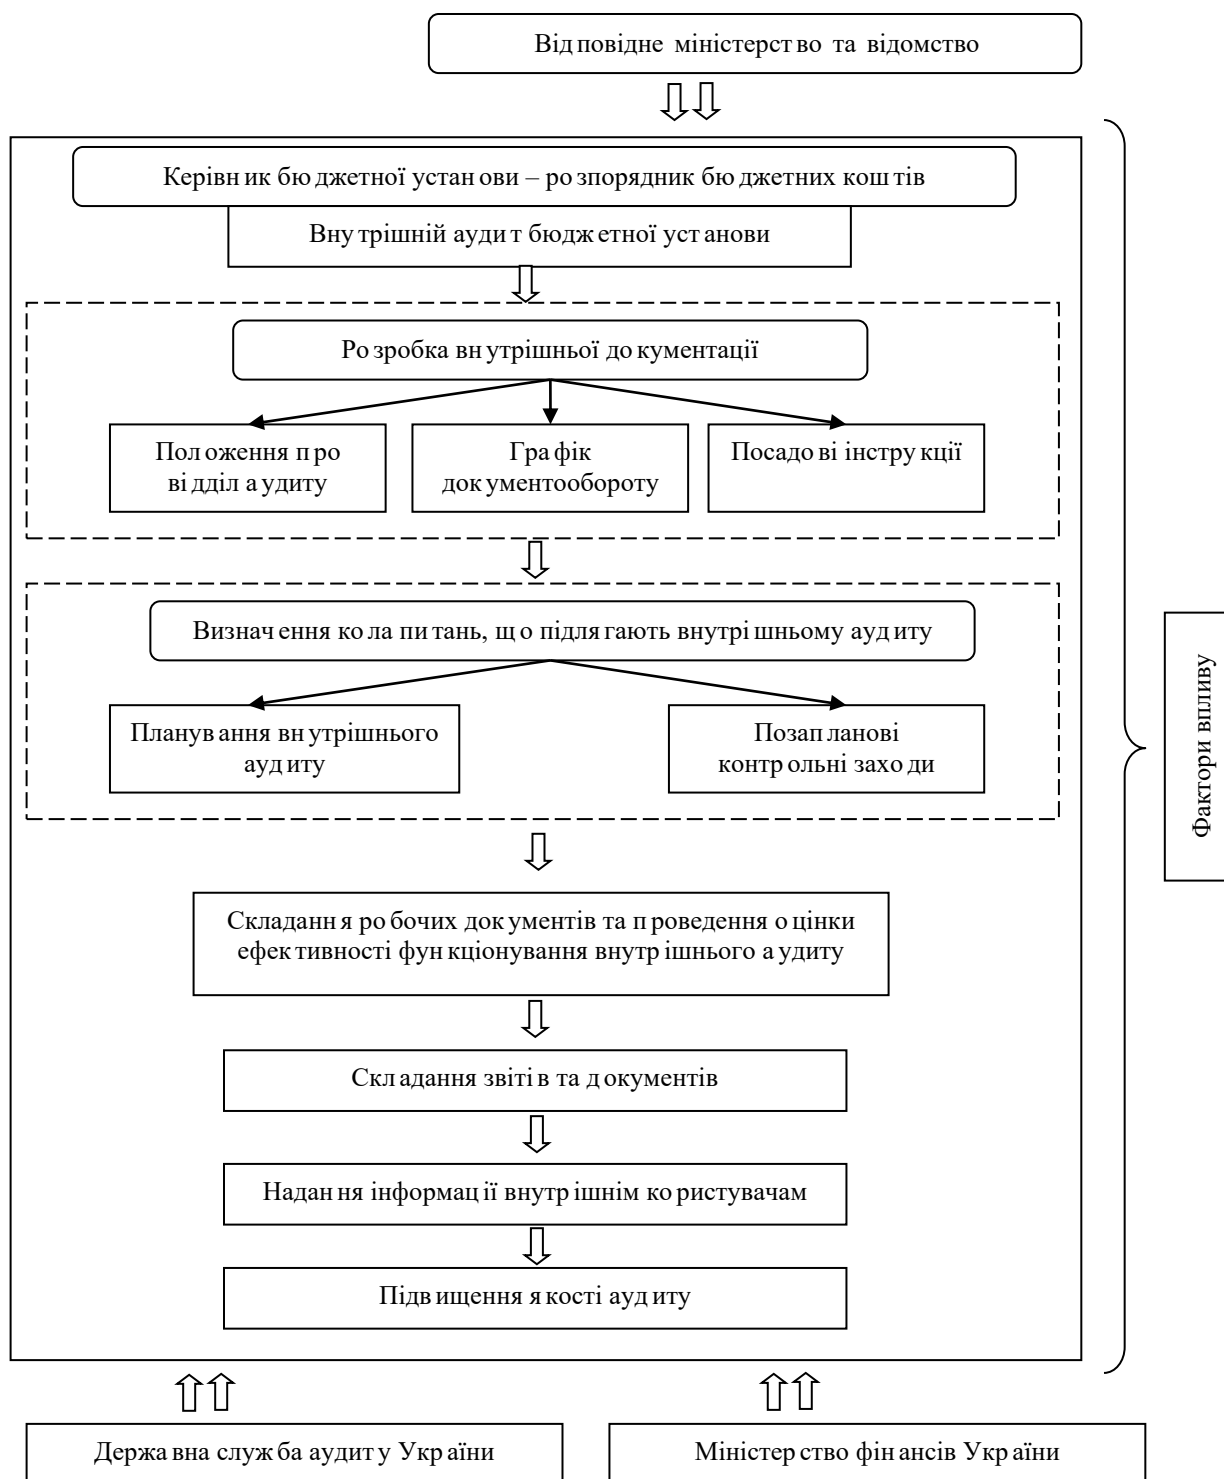 Відповідне міністерство та відомство
Керівник бюджетної установи – розпорядник бюджетних коштів
Внутрішній аудит бюджетної установи
Розробка внутрішньої документації
Положення про
відділ аудиту
Графік
документообороту
Посадові інструкції
Визначення кола питань, що підлягають внутрішньому аудиту
Планування внутрішнього
аудиту
Позапланові
контрольні заходи
Фактори впливу
Складання робочих документів та проведення оцінки
ефективності функціонування внутрішнього аудиту
Складання звітів та документів
Надання інформації внутрішнім користувачам
Підвищення якості аудиту
Державна служба аудиту України
Міністерство фінансів України